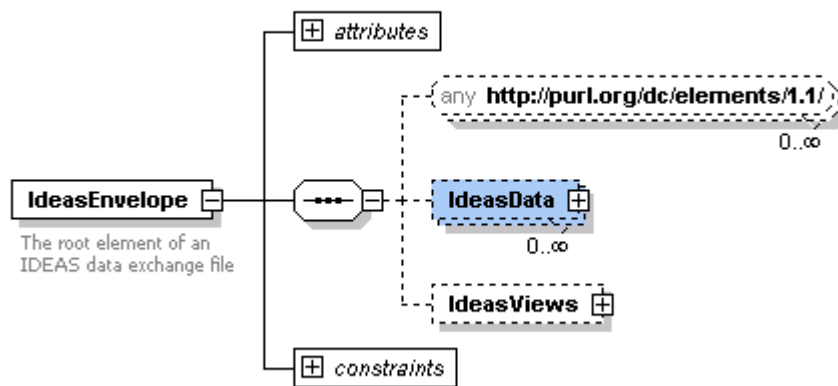 attributes
any http://purl.org/dc/elements/1.1/
0..∞
IdeasEnvelope
The root element of an
IDEAS data exchange file
IdeasData
0..∞
IdeasViews
constraints